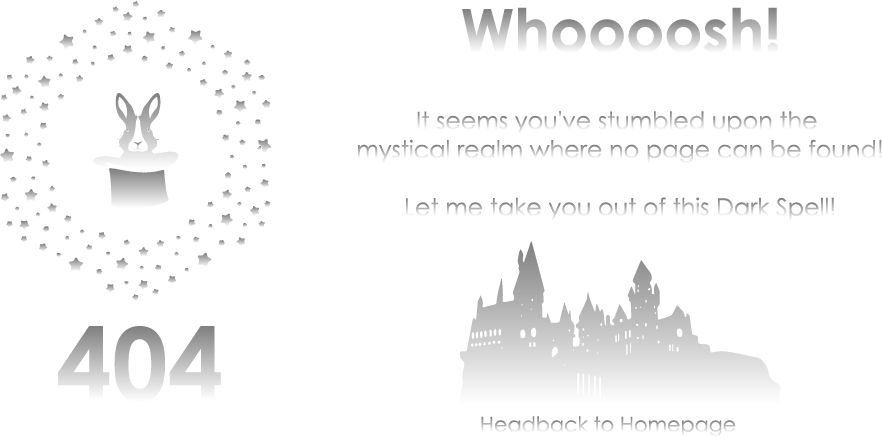 Whoooosh!
It seems you've stumbled upon the
mystical realm where no page can be found!
Let me take you out of this Dark Spell!
404
Headback to Homepage